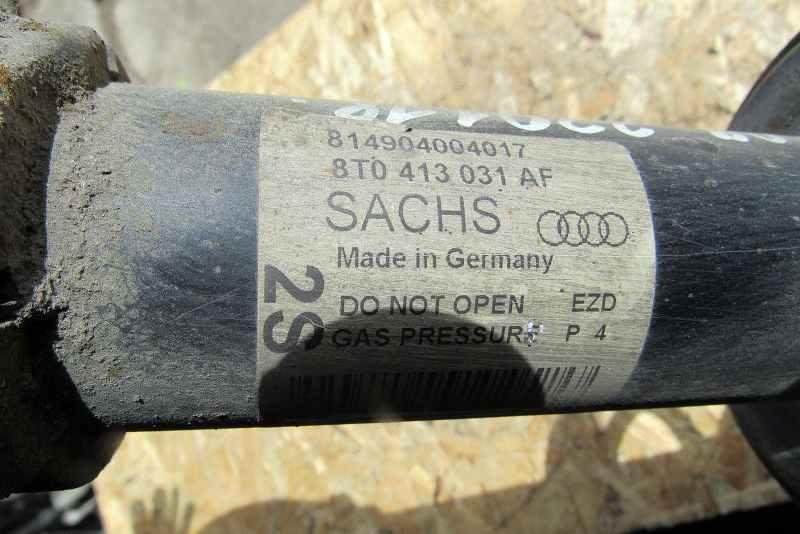 814904004017
8T0 413 031 AF
SACHS
Made in Germany
2S
DO NOT OPEN EZD
GAS PRESSURE P 4